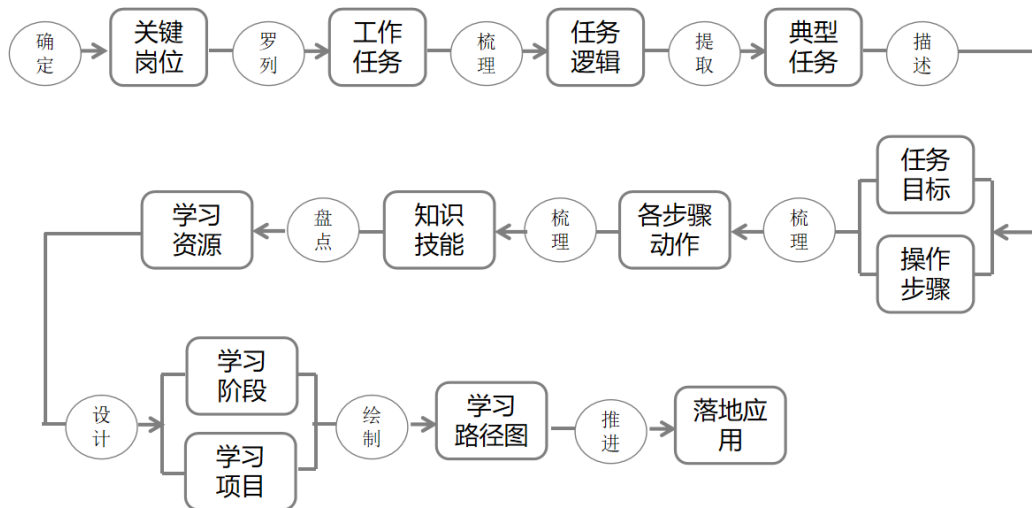 确
定
关键
岗位
罗
列
工作
任务
梳
理
任务
逻辑
提
取
典型
任务
描
述
任务
目标
操作
步骤
梳
理
各步骤
动作
梳
理
知识
技能
盘
点
学习
资源
设
计
学习
阶段
学习
项目
绘
制
学习
路径图
推
进
落地应
用